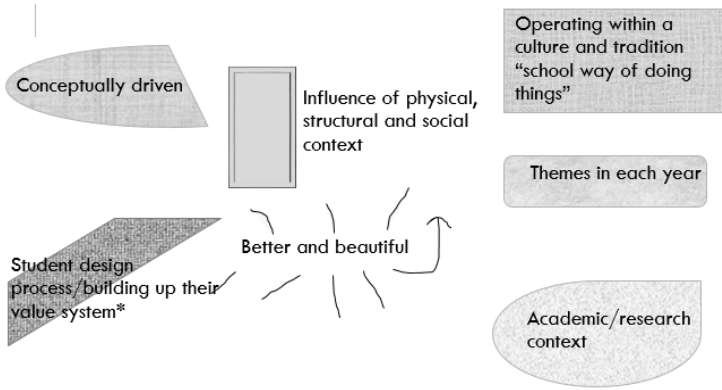 Conceptually driven
Influence of physical,
structural and social
context
Operating within a
culture and tradition
“school way of doing
things”
Themes in each year
Better and beautiful
Student design
process/building up their
value system*
Academic/research
context